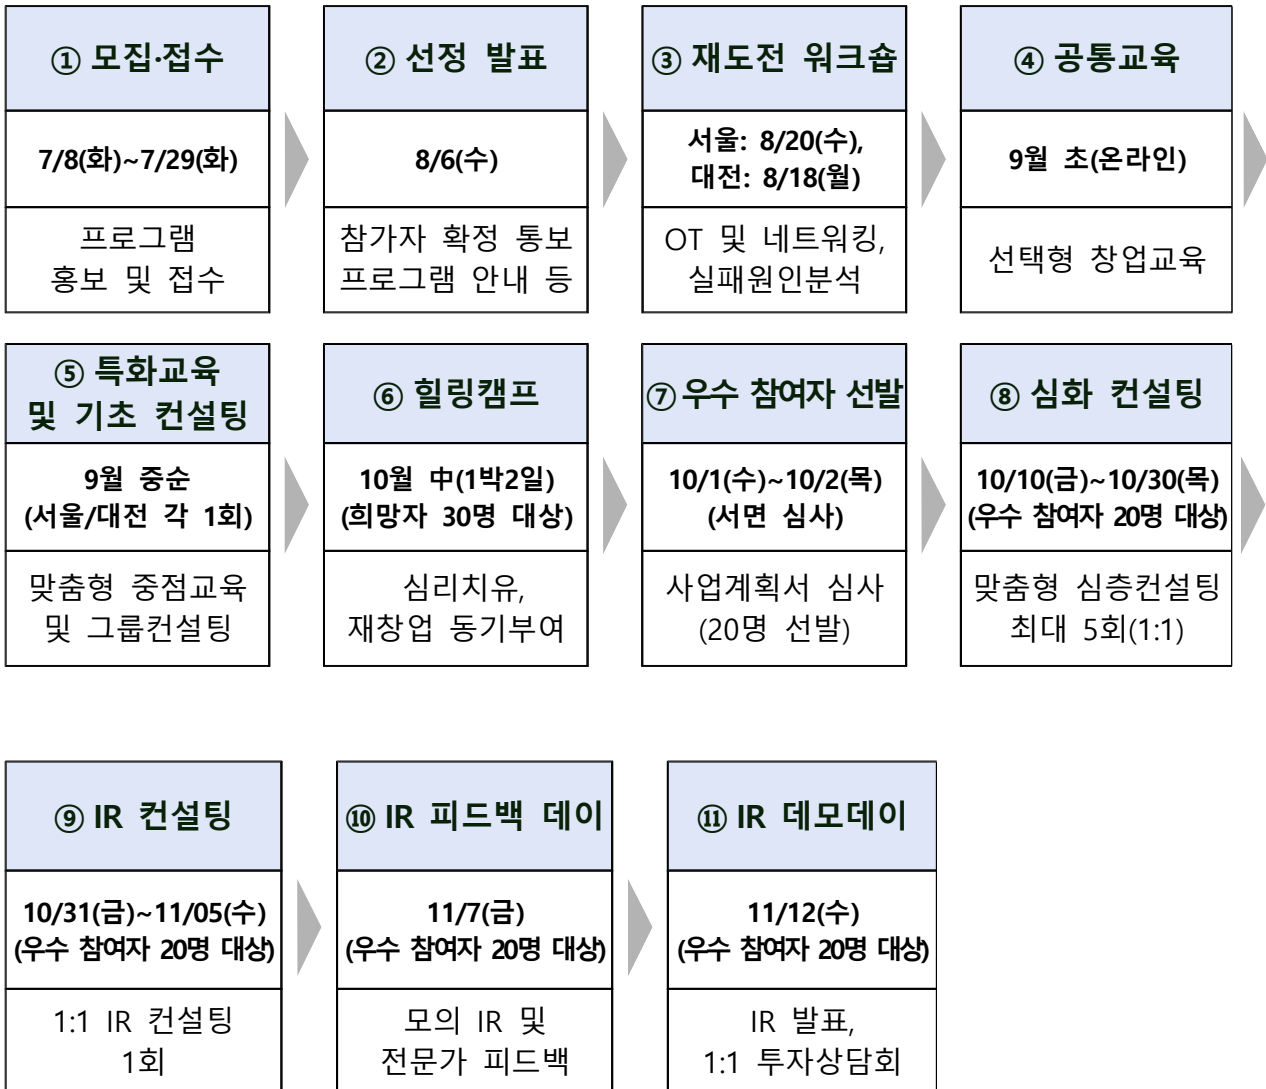 ① 모집·접수
7/8(화)~7/29(화)
프로그램
홍보 및 접수
② 선정 발표
8/6(수)
참가자 확정 통보
프로그램 안내 등
③ 재도전 워크숍
서울: 8/20(수),
대전: 8/18(월)
OT 및 네트워킹,
실패원인분석
④ 공통교육
9월 초(온라인)
선택형 창업교육
⑤ 특화교육
및 기초 컨설팅
9월 중순
(서울/대전 각 1회)
맞춤형 중점교육
및 그룹컨설팅
⑥ 힐링캠프
10월 中(1박2일)
(희망자 30명 대상)
심리치유,
재창업 동기부여
⑦ 우수 참여자 선발
10/1(수)~10/2(목)
(서면 심사)
사업계획서 심사
(20명 선발)
⑧ 심화 컨설팅
10/10(금)~10/30(목)
(우수 참여자 20명 대상)
맞춤형 심층컨설팅
최대 5회(1:1)
⑨ IR 컨설팅
10/31(금)~11/05(수)
(우수 참여자 20명 대상)
1:1 IR 컨설팅
1회
⑩ IR 피드백 데이
11/7(금)
(우수 참여자 20명 대상)
모의 IR 및
전문가 피드백
⑪ IR 데모데이
11/12(수)
(우수 참여자 20명 대상)
IR 발표,
1:1 투자상담회